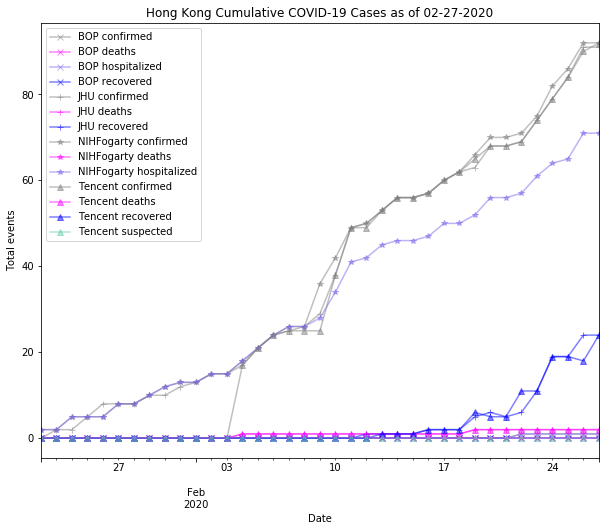 Hong Kong Cumulative COVID-19 Cases as of 02-27-2020
BOP confirmed
BOP deaths
BOP hospitalized
BOP recovered
JHU confirmed
JHU deaths
JHU recovered
NIHFogarty confirmed
NIHFogarty deaths
NIHFogarty hospitalized
Tencent confirmed
Tencent deaths
Tencent recovered
Tencent suspected
Total events
80
60
40
20
0
27 03 10 17 24
Feb
2020
Date